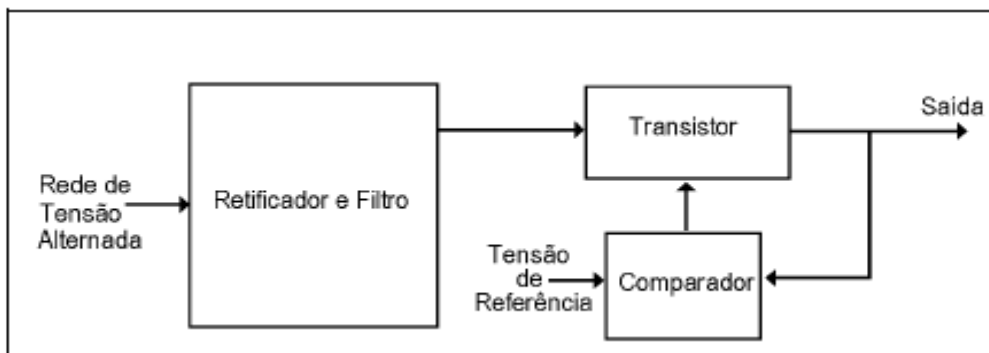 Rede de
Tensão
Alternada
Retificador e Filtro
Transistor
Saída
Tensão
de
Referência
Comparador